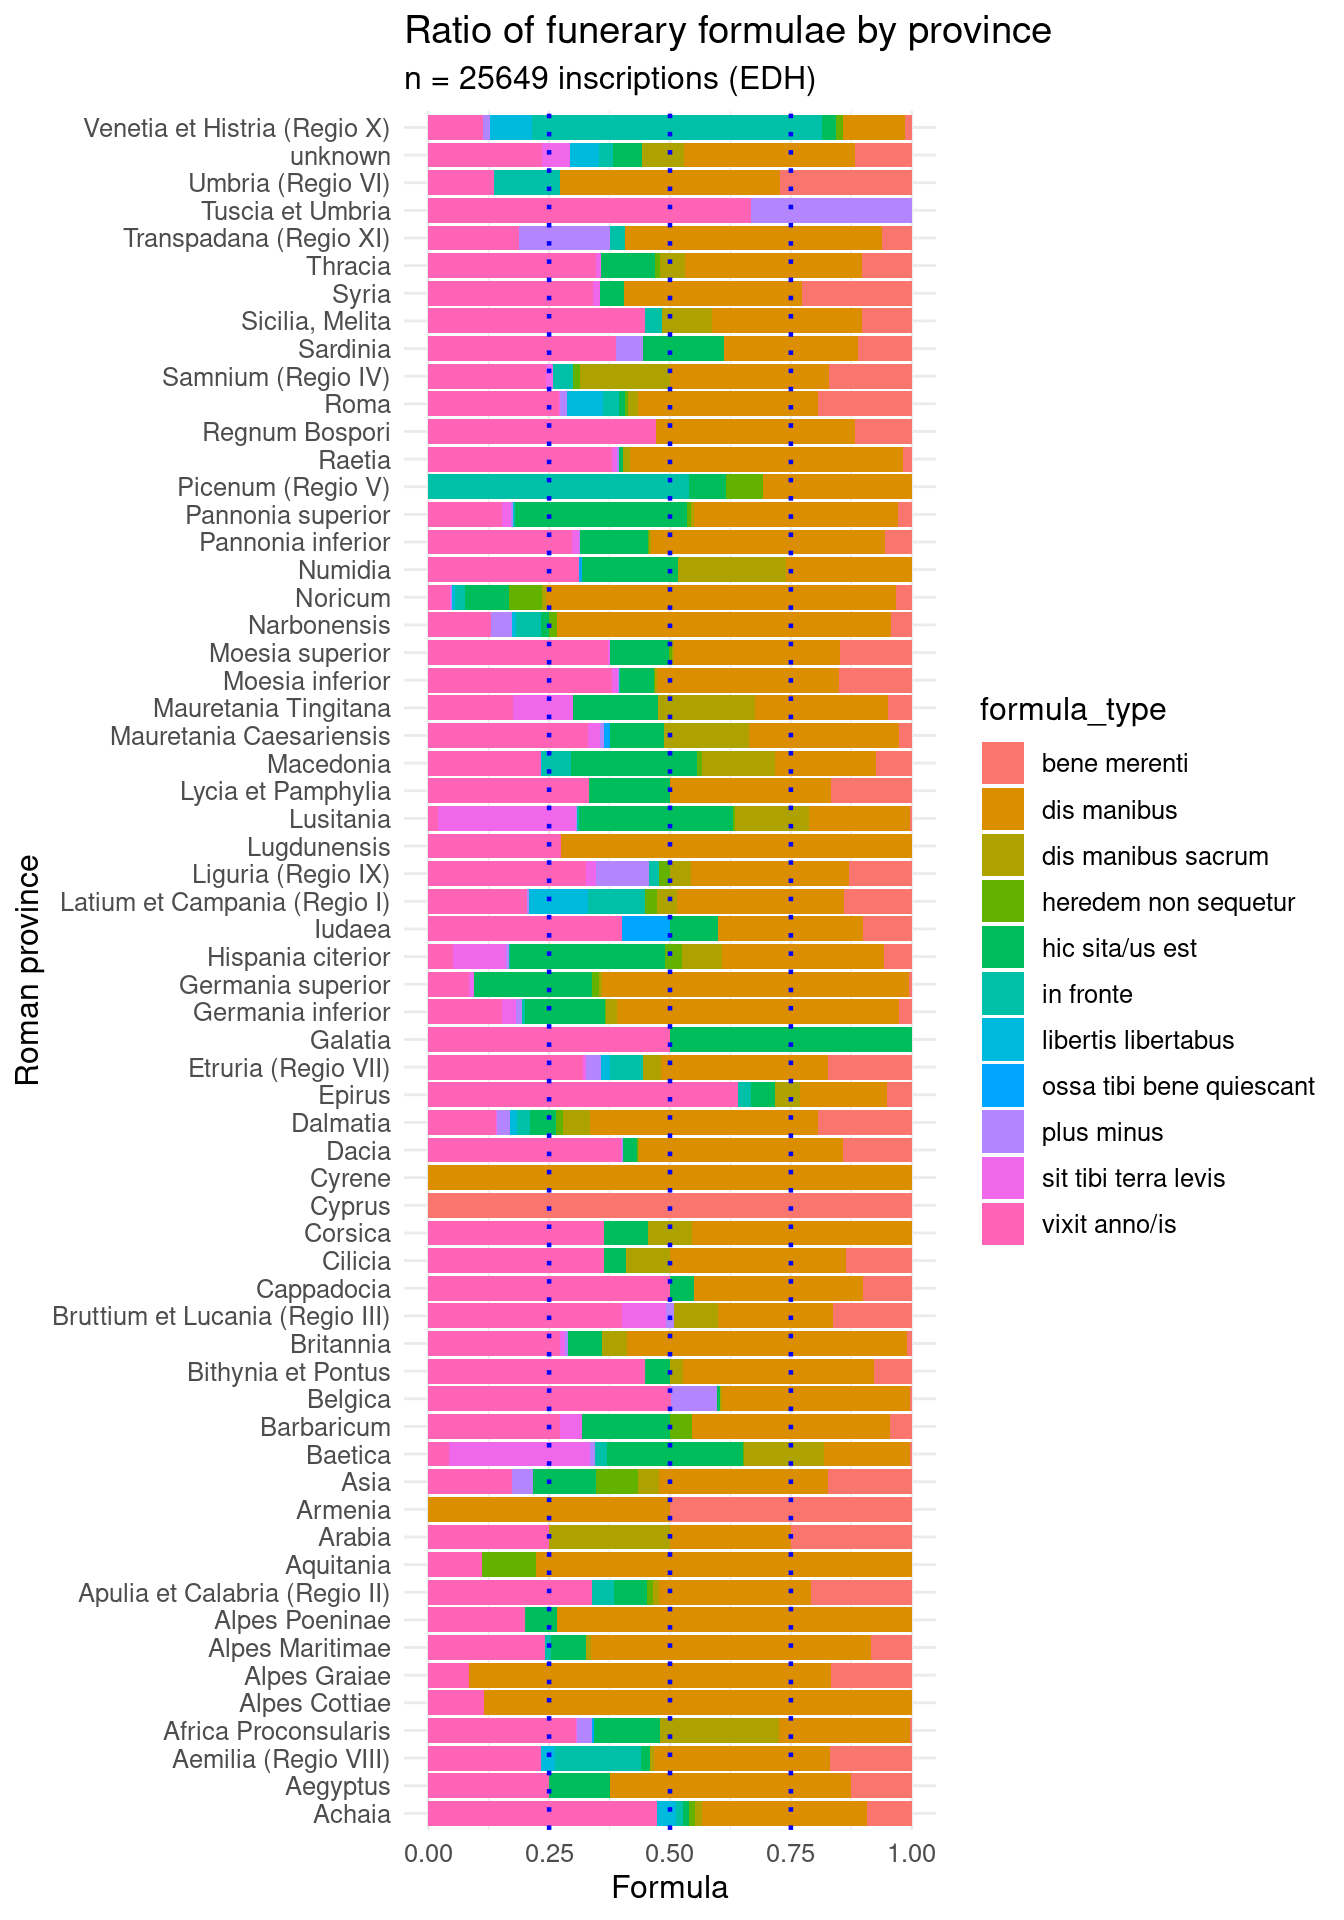 Ratio of funerary formulae by province
n = 25649 inscriptions (EDH)
Roman province
Venetia et Histria (Regio X)
unknown
Umbria (Regio VI)
Tuscia et Umbria
Transpadana (Regio XI)
Thracia
Syria
Sicilia, Melita
Sardinia
Samnium (Regio IV)
Roma
Regnum Bospori
Raetia
Picenum (Regio V)
Pannonia superior
Pannonia inferior
Numidia
Noricum
Narbonensis
Moesia superior
Moesia inferior
Mauretania Tingitana
Mauretania Caesariensis
Macedonia
Lycia et Pamphylia
Lusitania
Lugdunensis
Liguria (Regio IX)
Latium et Campania (Regio I)
Iudaea
Hispania citerior
Germania superior
Germania inferior
Galatia
Etruria (Regio VII)
Epirus
Dalmatia
Dacia
Cyrene
Cyprus
Corsica
Cilicia
Cappadocia
Bruttium et Lucania (Regio III)
Britannia
Bithynia et Pontus
Belgica
Barbaricum
Baetica
Asia
Armenia
Arabia
Aquitania
Apulia et Calabria (Regio II)
Alpes Poeninae
Alpes Maritimae
Alpes Graiae
Alpes Cottiae
Africa Proconsularis
Aemilia (Regio VIII)
Aegyptus
Achaia
0.00 0.25 0.50 0.75 1.00
Formula
formula_type
bene merenti
dis manibus
dis manibus sacrum
heredem non sequetur
hic sita/us est
in fronte
libertis libertabus
ossa tibi bene quiescant
plus minus
sit tibi terra levis
vixit anno/is